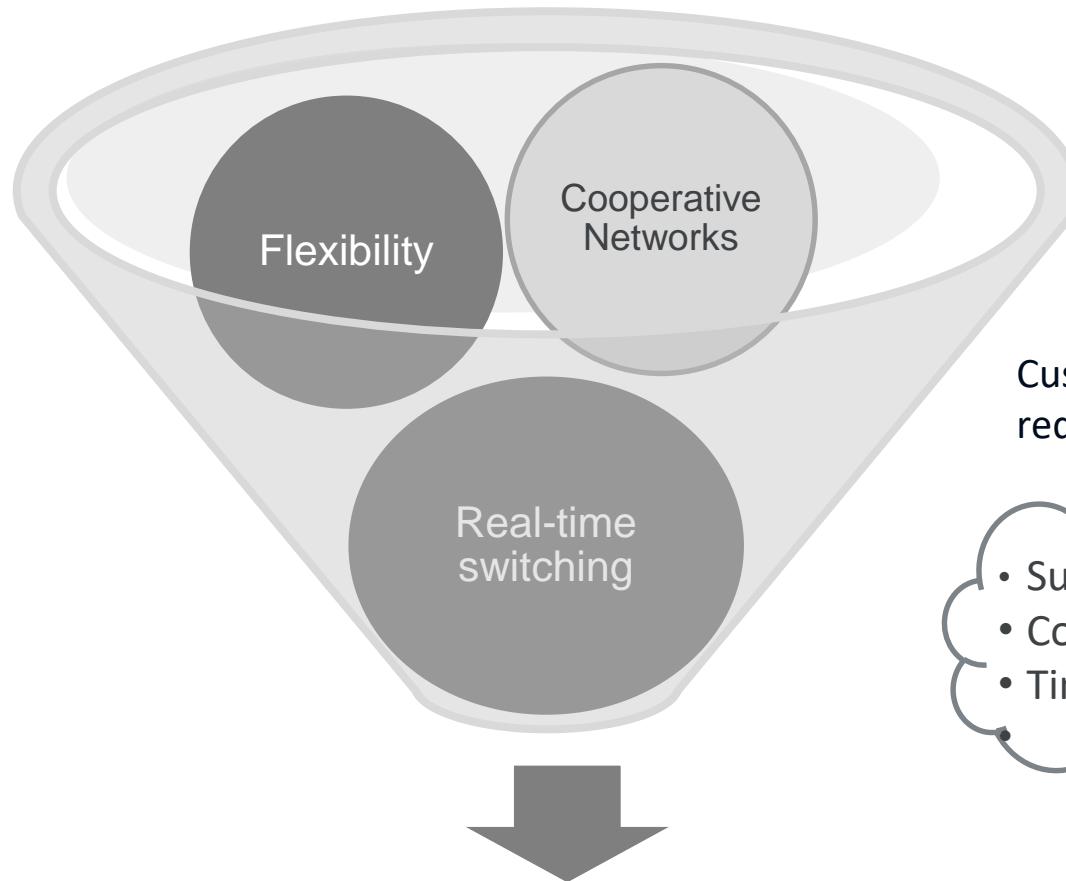 Cooperative
Networks
Flexibility
Real-time
switching